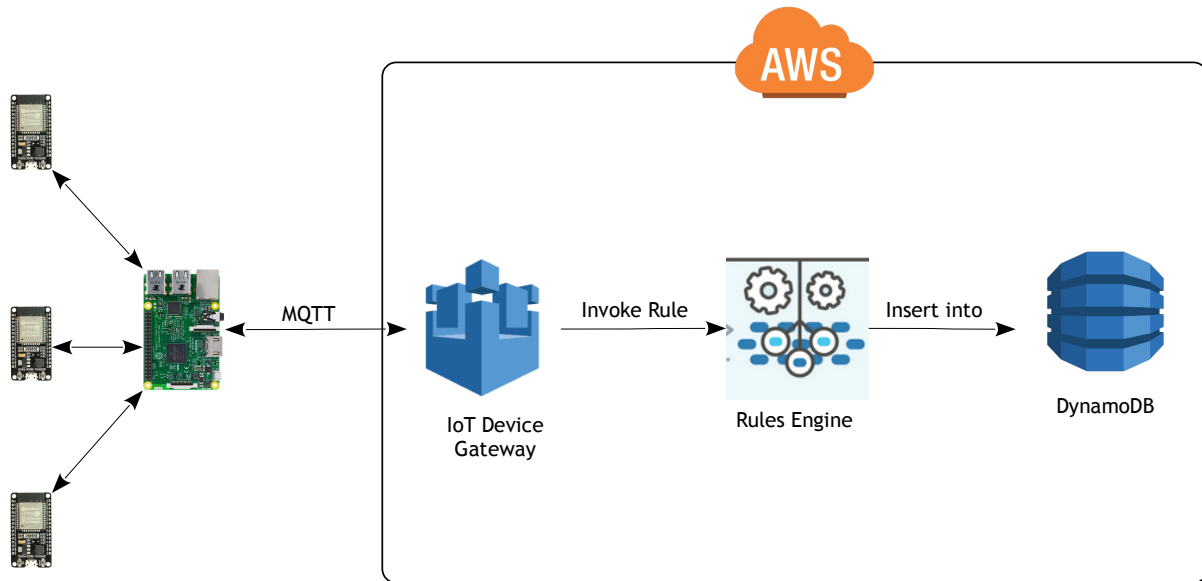 AWS
MQTT
Invoke Rule
Insert into
IoT Device
Gateway
Rules Engine
DynamoDB